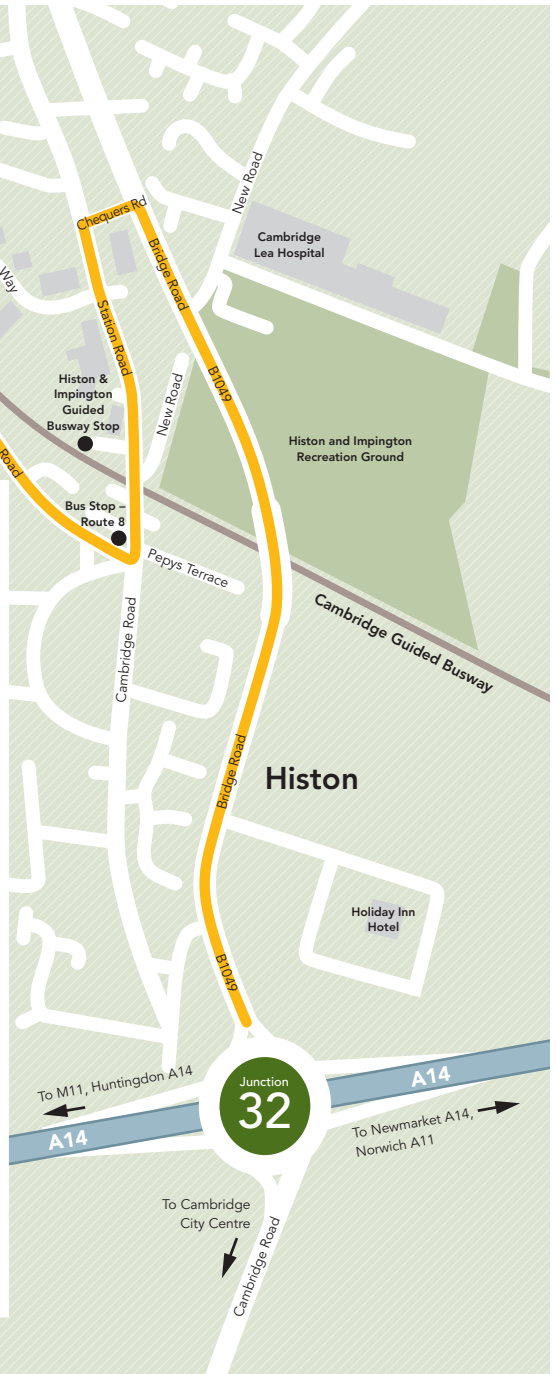 New Road
Chequers Rd
Cambridge
Lea Hospital
Bridge Road
Way
Station Road
B1049
Histon &
Impington
Guided
Busway Stop
New Road
Histon and Impington
Recreation Ground
Road
Bus Stop –
Route 8
Pepys Terrace
Cambridge Road
Cambridge Guided Busway
Bridge Road
Histon
Holiday Inn
Hotel
B1049
Junction
32
To M11, Huntingdon A14
A14
A14
To Newmarket A14,
Norwich A11
To Cambridge
City Centre
Cambridge Road